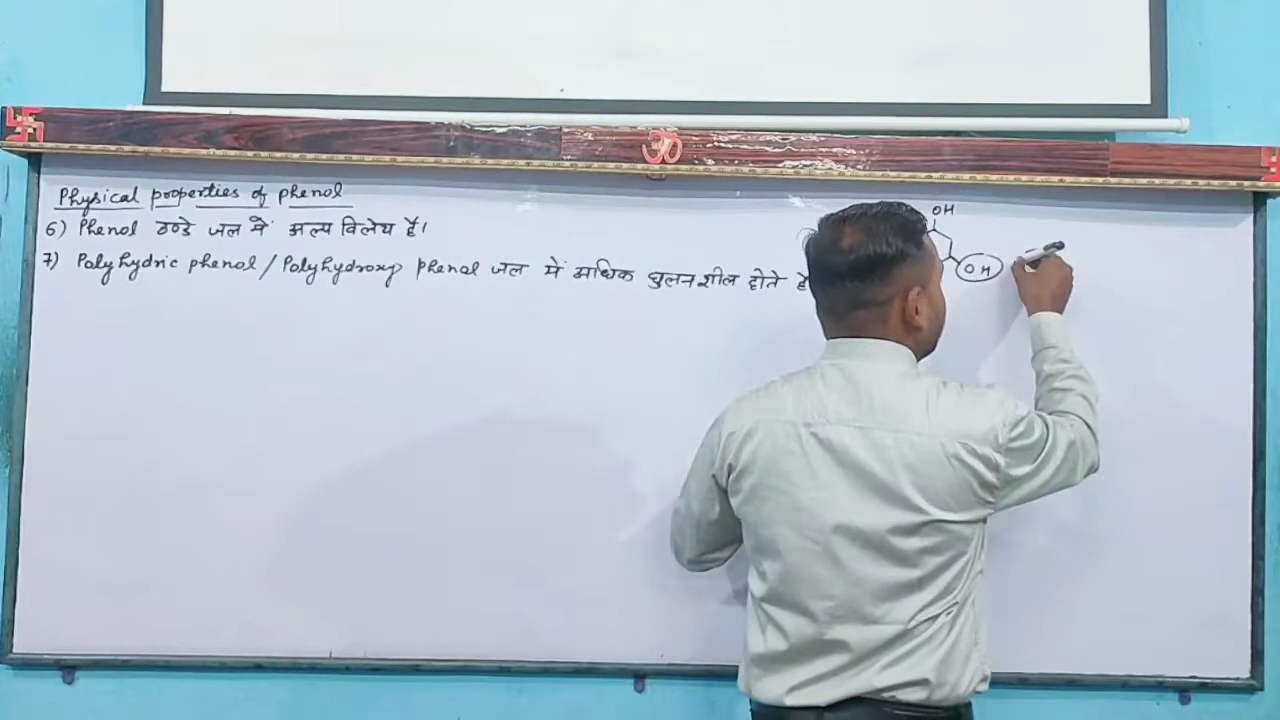 Physical properties of phenol
6) Phenol ठण्डे जल में अल्प विलेय है।
7) Polyhydric phenol / Polyhydroxy phenol जल में अधिक घुलनशील होते है
OH
OH
ॐ